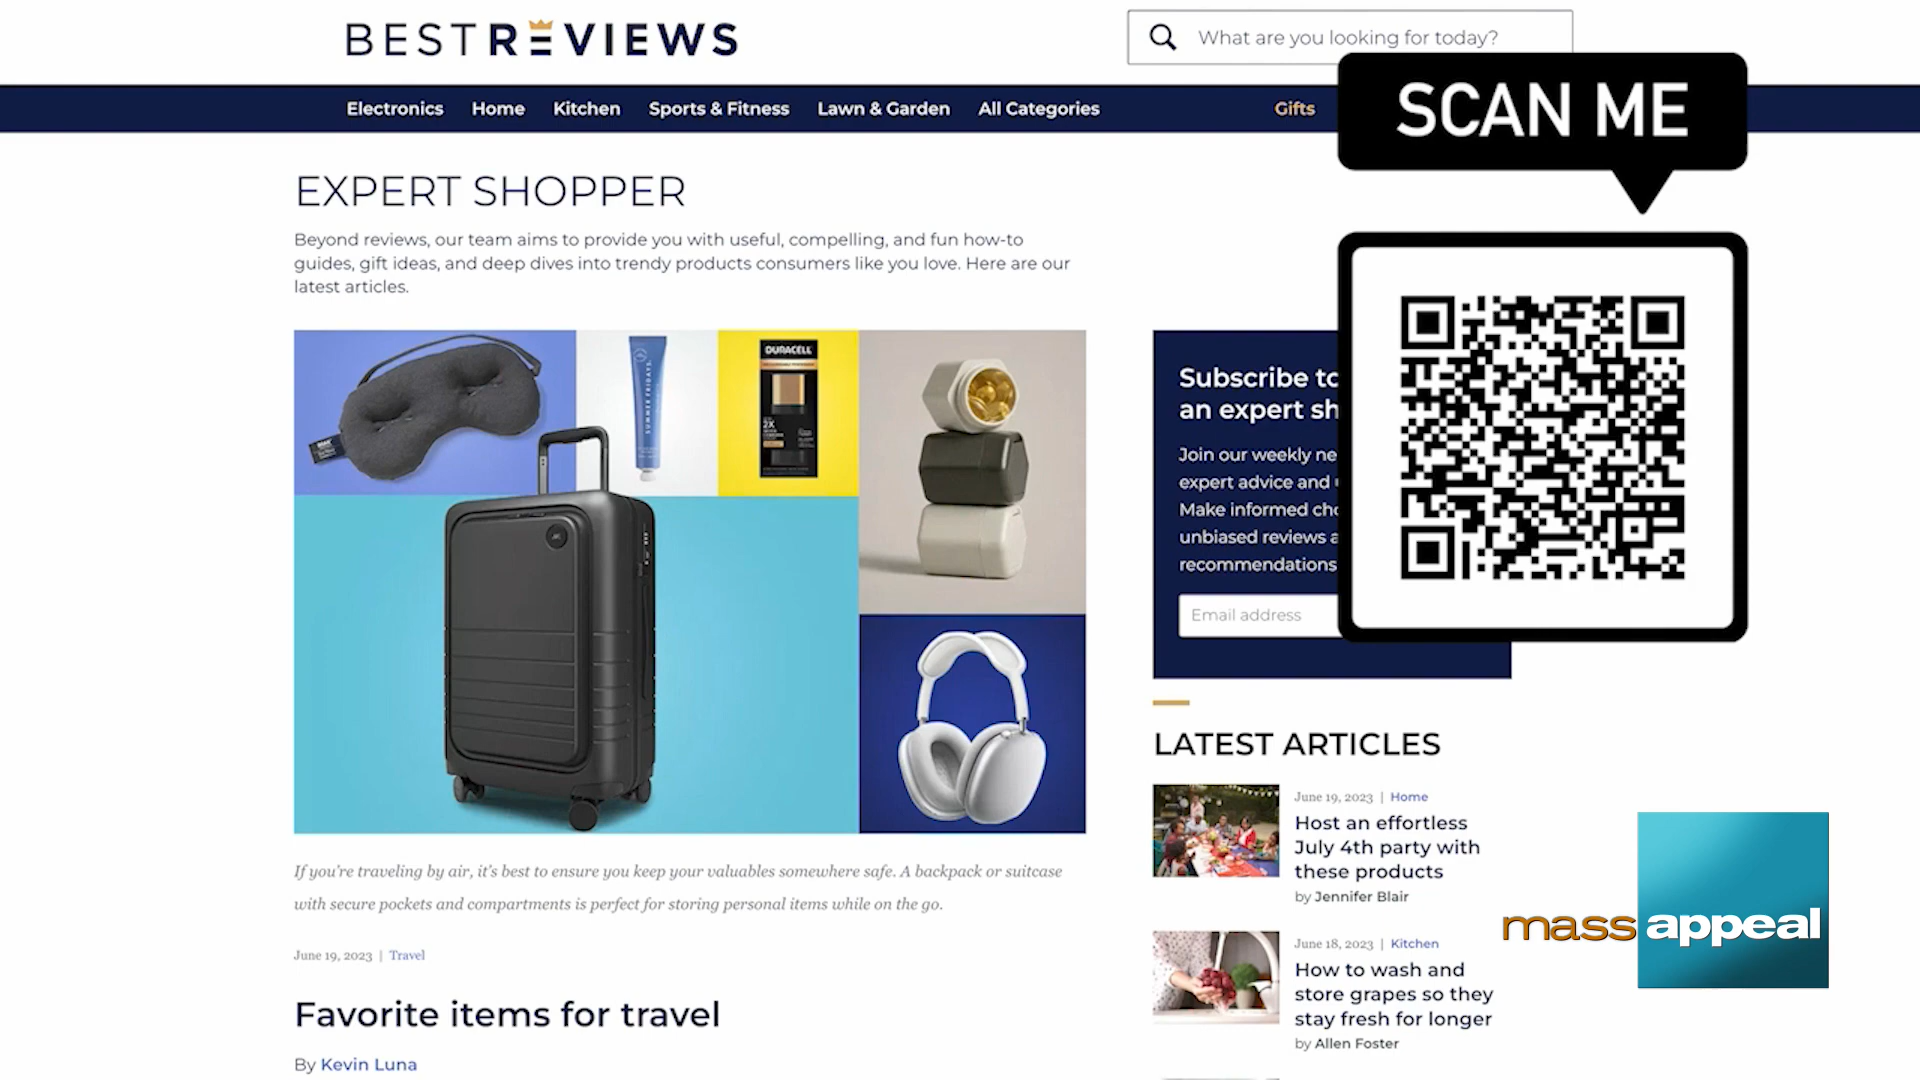 BESTREVIEWS
What are you looking for today?
Electronics Home Kitchen Sports & Fitness Lawn & Garden All Categories Gifts
SCAN ME
EXPERT SHOPPER
Beyond reviews, our team aims to provide you with useful, compelling, and fun how-to
guides, gift ideas, and deep dives into trendy products consumers like you love. Here are our
latest articles.
SUMMER FRIDAYS
DURACELL
2X
Subscribe to
an expert sh
Join our weekly ne
expert advice and
Make informed cho
unbiased reviews a
recommendations
Email address
If you're traveling by air, it's best to ensure you keep your valuables somewhere safe. A backpack or suitcase
with secure pockets and compartments is perfect for storing personal items while on the go.
June 19, 2023 | Travel
Favorite items for travel
By Kevin Luna
LATEST ARTICLES
June 19, 2023 | Home
Host an effortless
July 4th party with
these products
by Jennifer Blair
June 18, 2023 | Kitchen
How to wash and
store grapes so they
stay fresh for longer
by Allen Foster
mass appeal